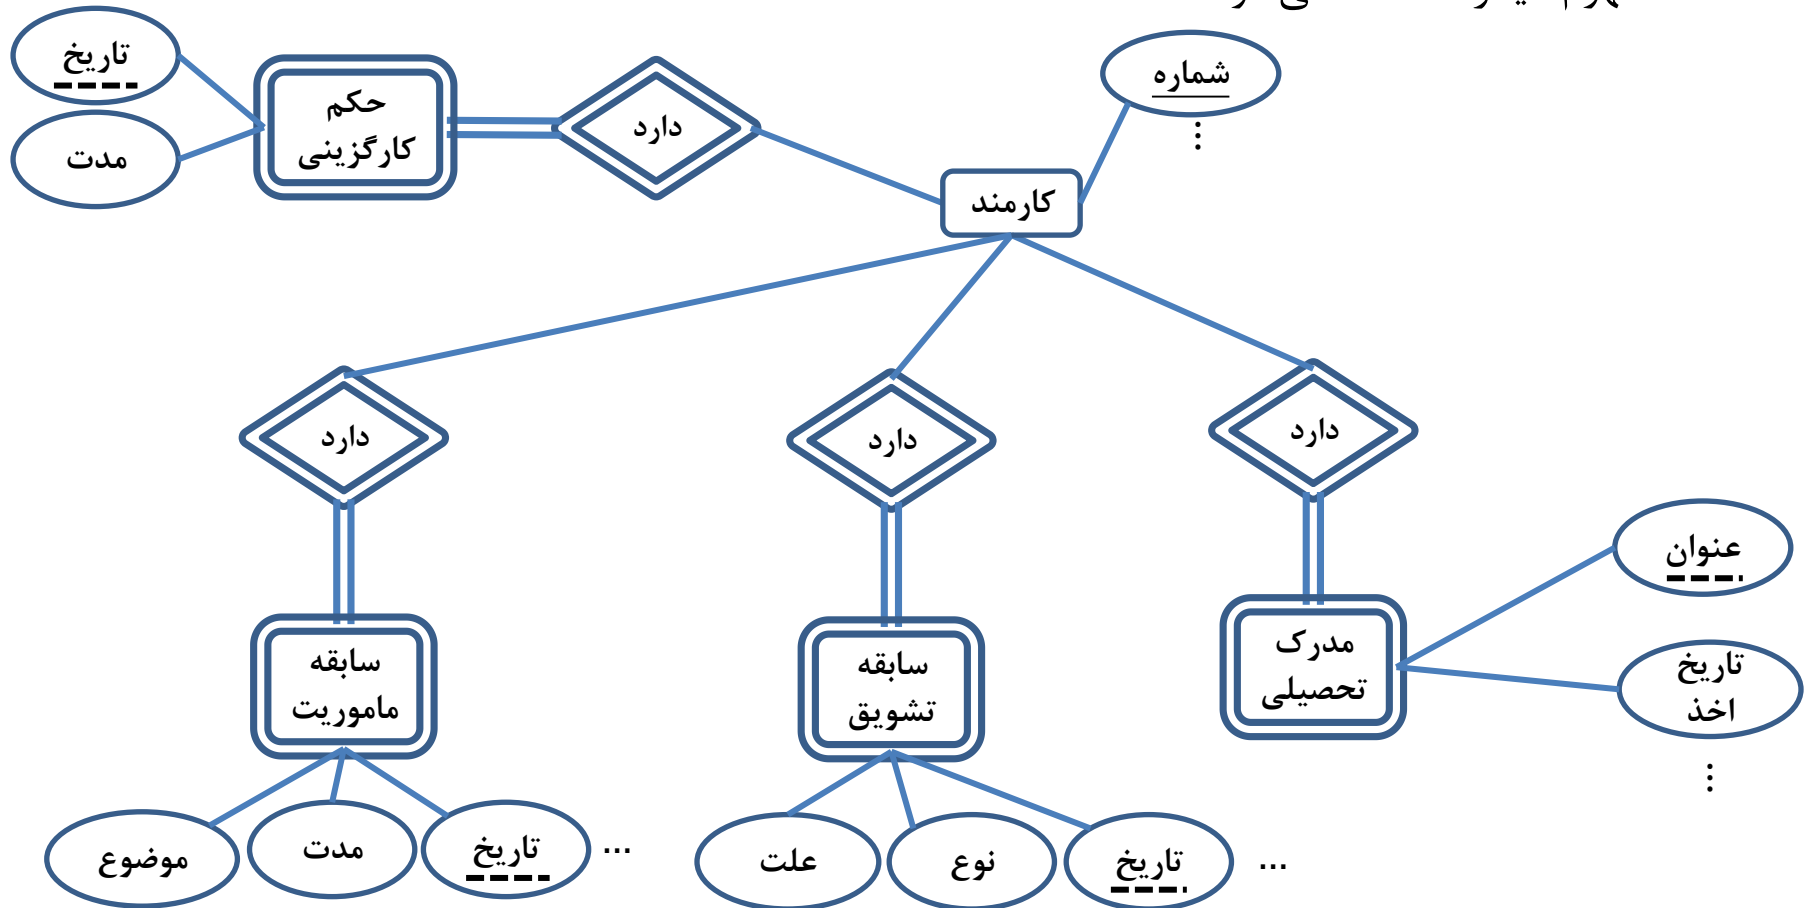 شماره
⋮
تاریخ
مدت
حکم
کارگزینی
دارد
کارمند
دارد
دارد
دارد
عنوان
تاریخ
اخذ
⋮
مدرک
تحصیلی
سابقه
تشویق
سابقه
ماموریت
... تاریخ نوع علت
... تاریخ مدت موضوع